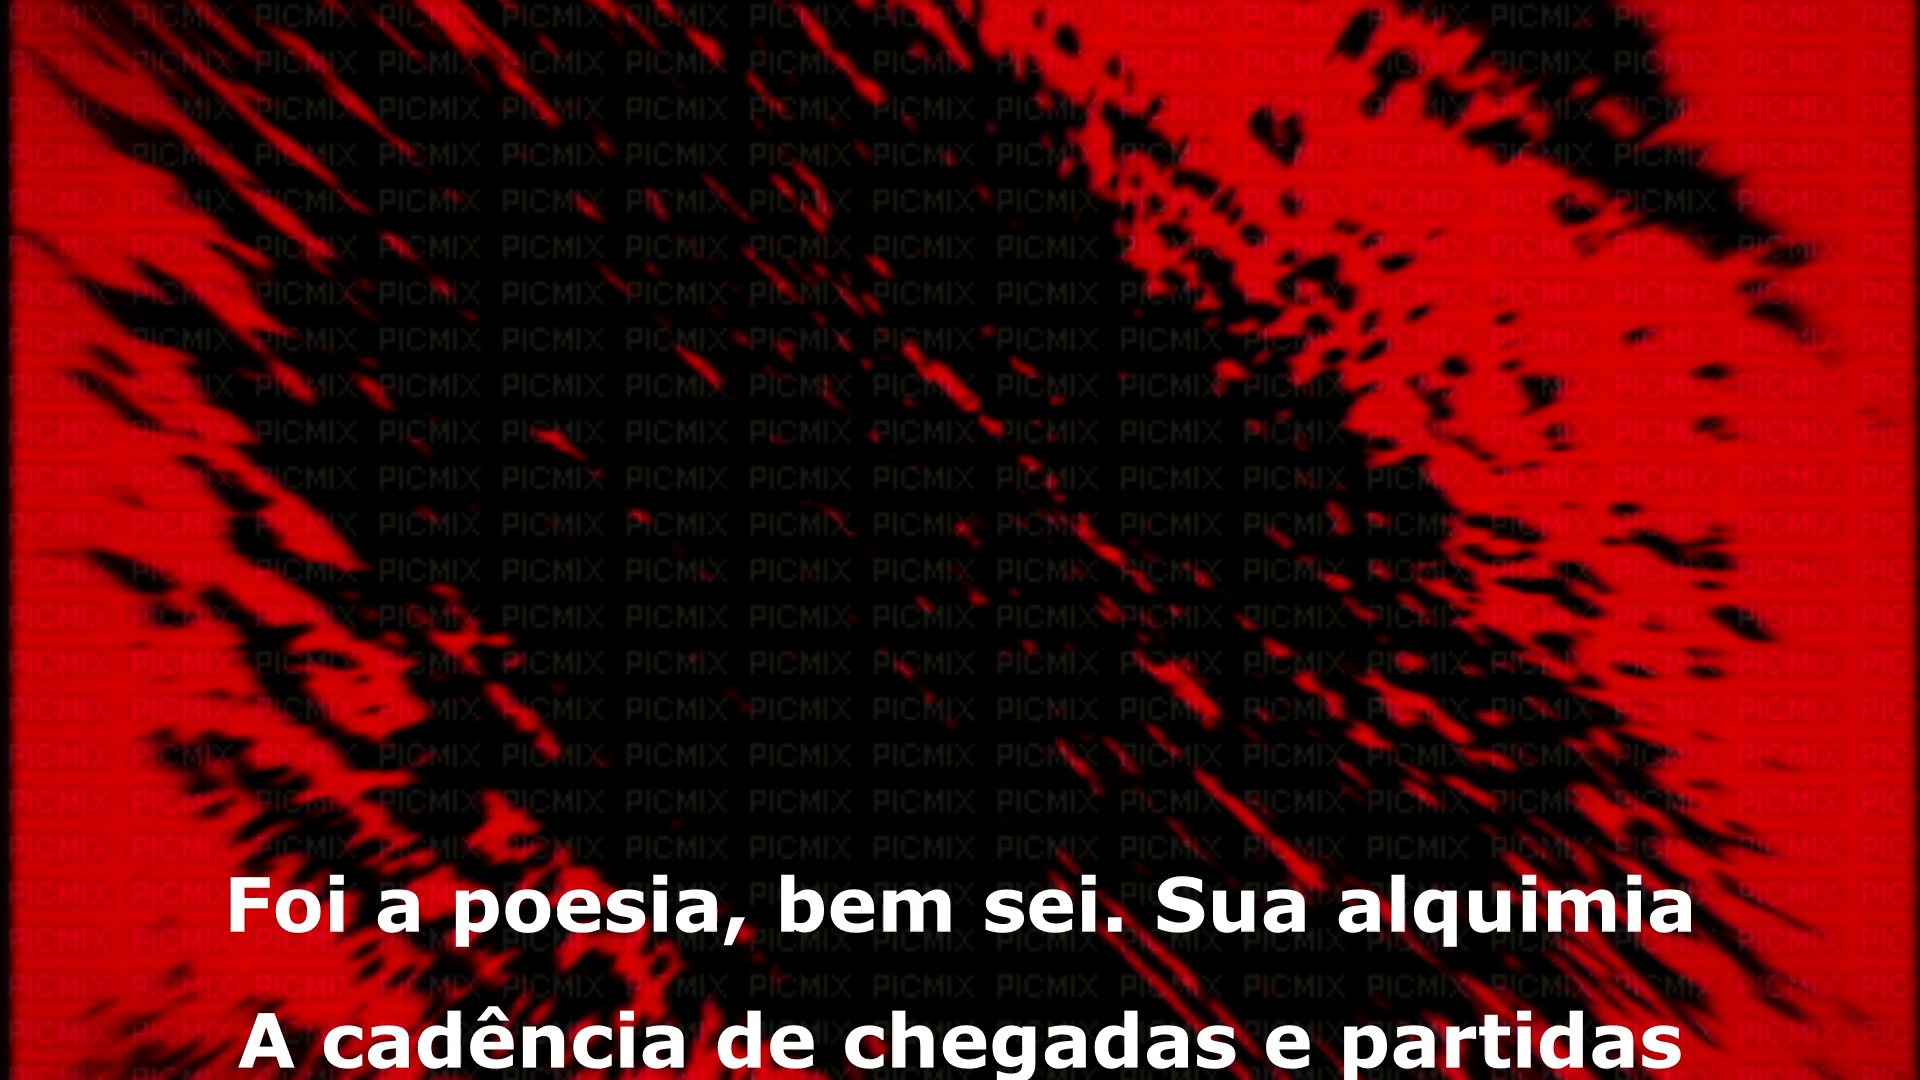 Foi a poesia, bem sei. Sua alquimia
A cadência de chegadas e partidas